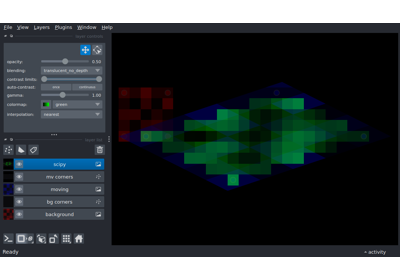 File View Layers Plugins Window Help
opacity: 0.50
blending: translucent_no_depth
contrast limits:
auto-contrast: once continuous
gamma: 1.00
colormap: green
interpolation: nearest
scipy
mv corners
moving
bg corners
background
Ready
activity